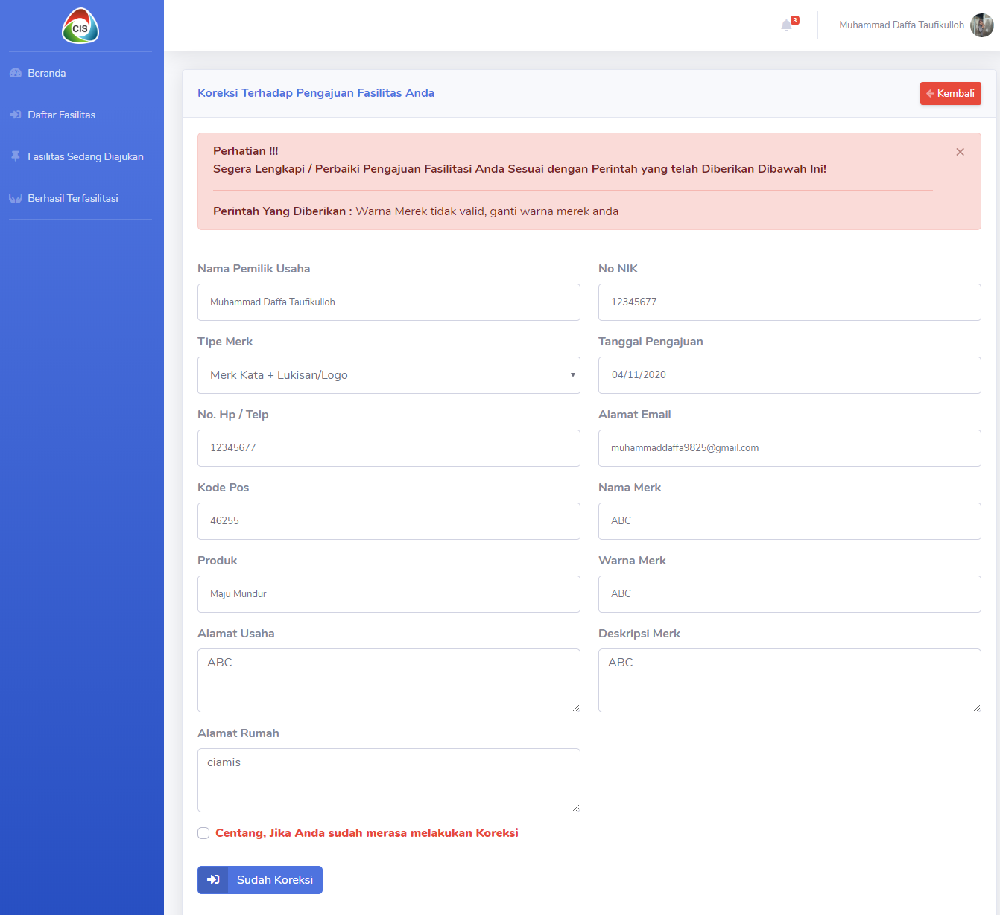 CIS
3
Muhammad Daffa Taufikulloh
Beranda
Daftar Fasilitas
Fasilitas Sedang Diajukan
Berhasil Terfasilitasi
Koreksi Terhadap Pengajuan Fasilitas Anda
Kembali
Perhatian !!!
Segera Lengkapi / Perbaiki Pengajuan Fasilitasi Anda Sesuai dengan Perintah yang telah Diberikan Dibawah Ini!
Perintah Yang Diberikan : Warna Merek tidak valid, ganti warna merek anda
Nama Pemilik Usaha
Muhammad Daffa Taufikulloh
No NIK
12345677
Tipe Merk
Merk Kata + Lukisan/Logo
Tanggal Pengajuan
04/11/2020
No. Hp / Telp
12345677
Alamat Email
muhammaddaffa9825@gmail.com
Kode Pos
46255
Nama Merk
ABC
Produk
Maju Mundur
Warna Merk
ABC
Alamat Usaha
ABC
Deskripsi Merk
ABC
Alamat Rumah
ciamis
Centang, Jika Anda sudah merasa melakukan Koreksi
Sudah Koreksi